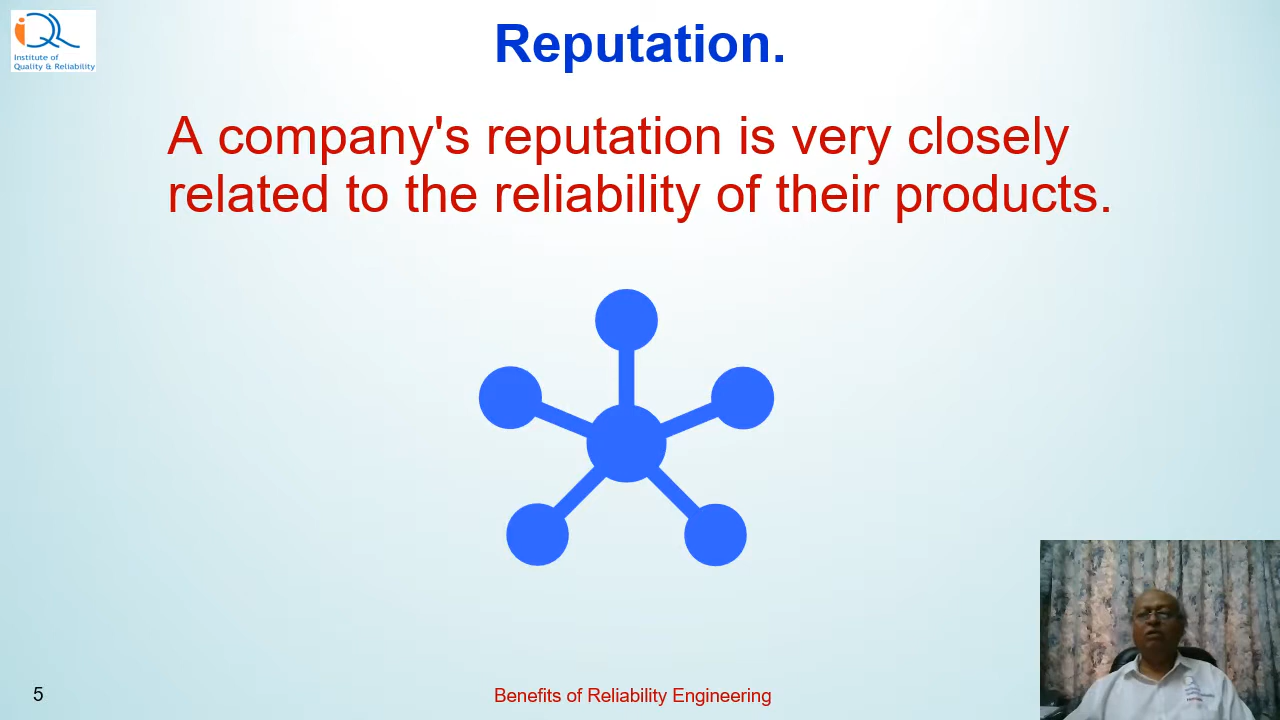 Institute of
Quality & Reliability
Reputation.
A company's reputation is very closely
related to the reliability of their products.
5
Benefits of Reliability Engineering